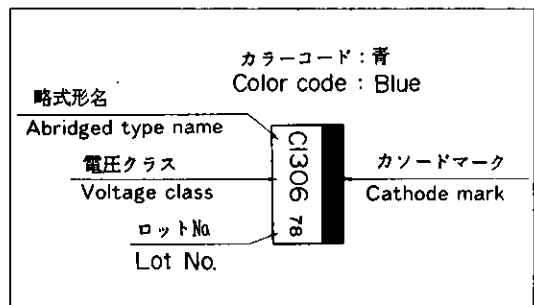 カラーコード：青
Color code : Blue
略式形名
Abridged type name
電圧クラス
Voltage class
ロットNo.
Lot No.
C1306 78
カソードマーク
Cathode mark